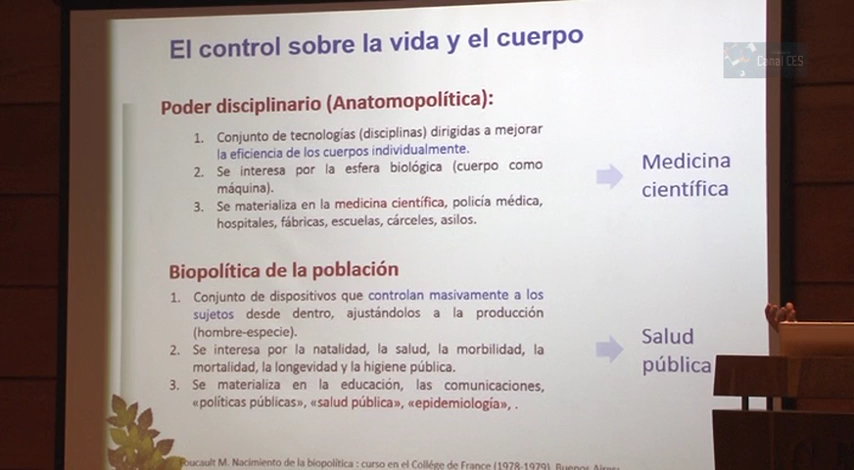 El control sobre la vida y el cuerpo
Canal CES
Poder disciplinario (Anatomopolítica):
1. Conjunto de tecnologías (disciplinas) dirigidas a mejorar
la eficiencia de los cuerpos individualmente.
2. Se interesa por la esfera biológica (cuerpo como
máquina).
3. Se materializa en la medicina científica, policía médica,
hospitales, fábricas, escuelas, cárceles, asilos.
Medicina
científica
Biopolítica de la población
1. Conjunto de dispositivos que controlan masivamente a los
sujetos desde dentro, ajustándolos a la producción
(hombre-especie).
2. Se interesa por la natalidad, la salud, la morbilidad, la
mortalidad, la longevidad y la higiene pública.
3. Se materializa en la educación, las comunicaciones,
«políticas públicas», «salud pública», «epidemiología», .
Salud
pública
Foucault M. Nacimiento de la biopolítica : curso en el Collége de France (1978-1979). Buenos Aires